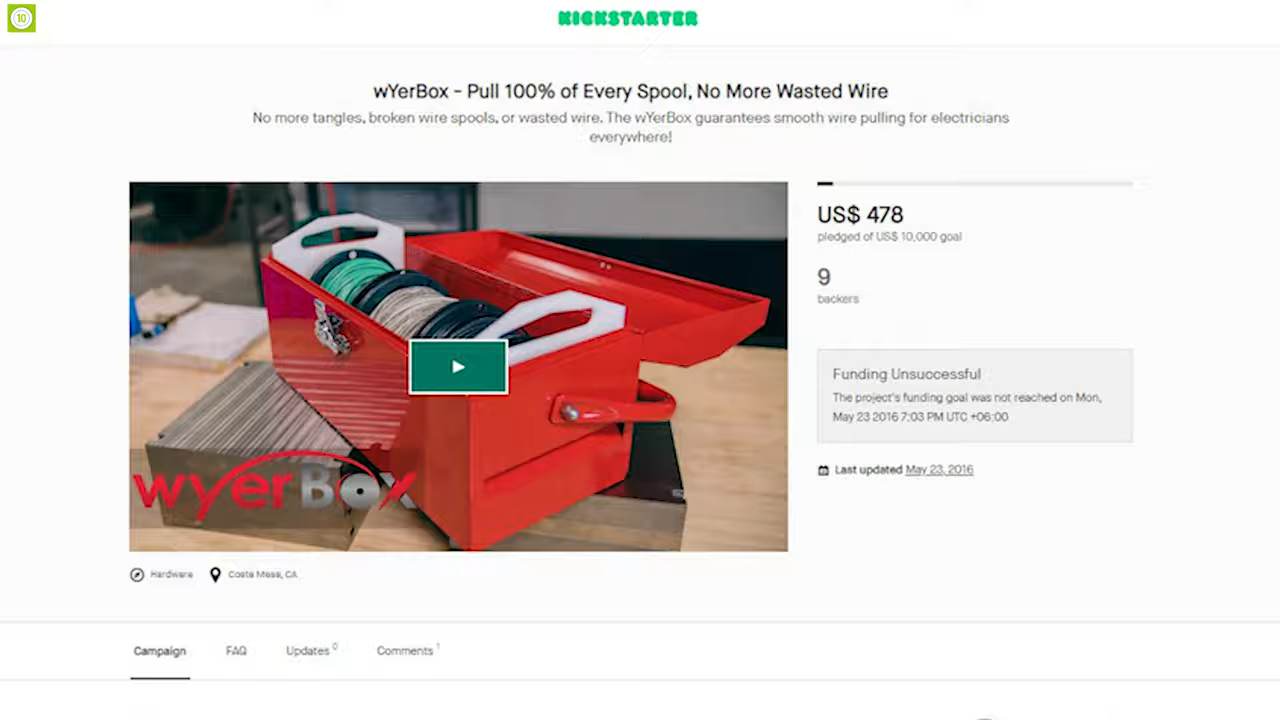 10
KICKSTARTER
wYerBox - Pull 100% of Every Spool, No More Wasted Wire
No more tangles, broken wire spools, or wasted wire. The wYerBox guarantees smooth wire pulling for electricians
everywhere!
US$ 478
pledged of US$ 10,000 goal
9
backers
Funding Unsuccessful
The project's funding goal was not reached on Mon,
May 23 2016 7:03 PM UTC +06:00
Last updated May 23, 2016
wyerBox
Hardware
Costa Mesa, CA
Campaign
FAQ
Updates 0
Comments 1